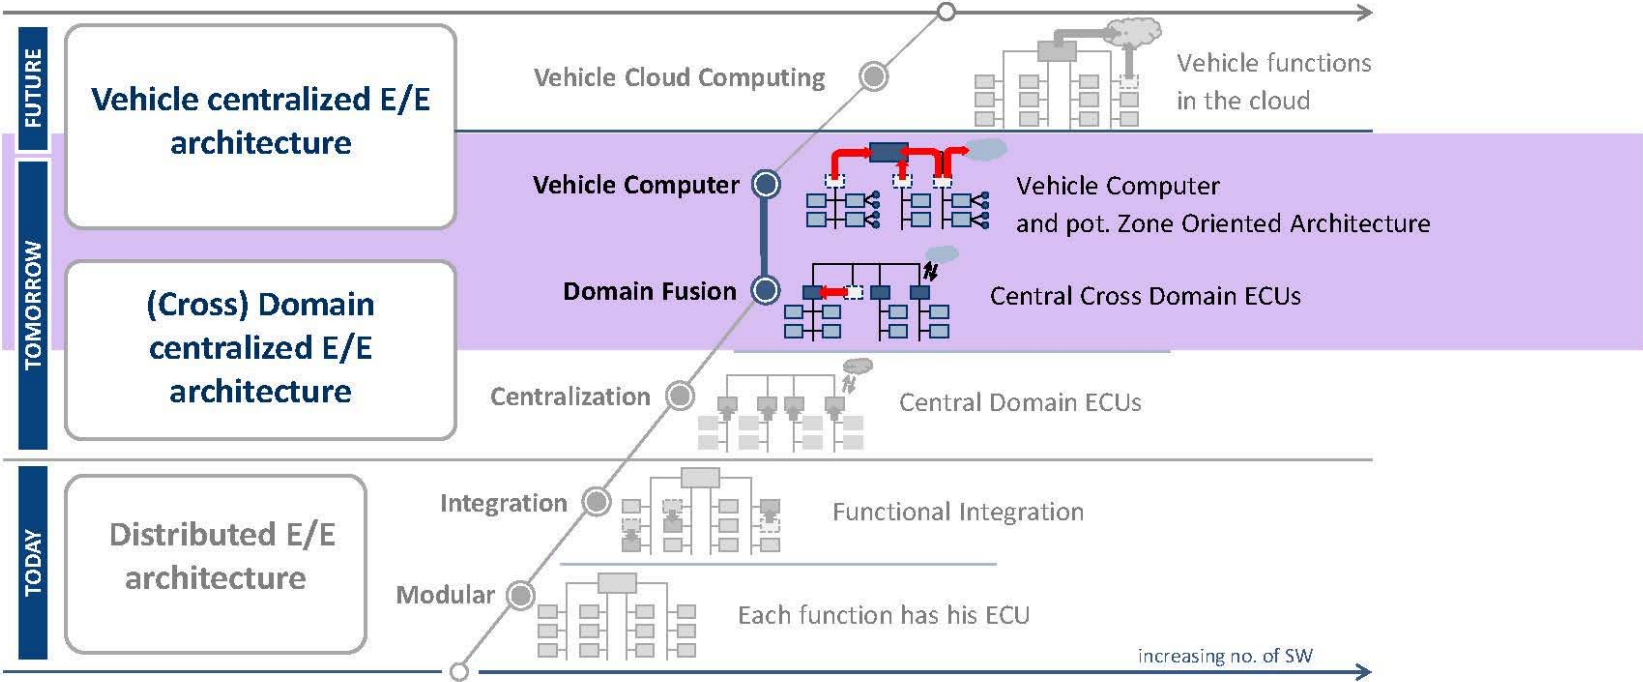 FUTURE
Vehicle centralized E/E
architecture
Vehicle Cloud Computing
Vehicle functions
in the cloud
TOMORROW
Vehicle Computer
Vehicle Computer
and pot. Zone Oriented Architecture
(Cross) Domain
centralized E/E
architecture
Domain Fusion
Central Cross Domain ECUs
Centralization
Central Domain ECUs
TODAY
Distributed E/E
architecture
Integration
Functional Integration
Modular
Each function has his ECU
increasing no. of SW